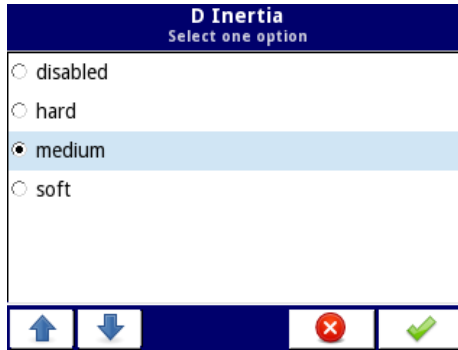 D Inertia
Select one option
disabled
hard
medium
soft